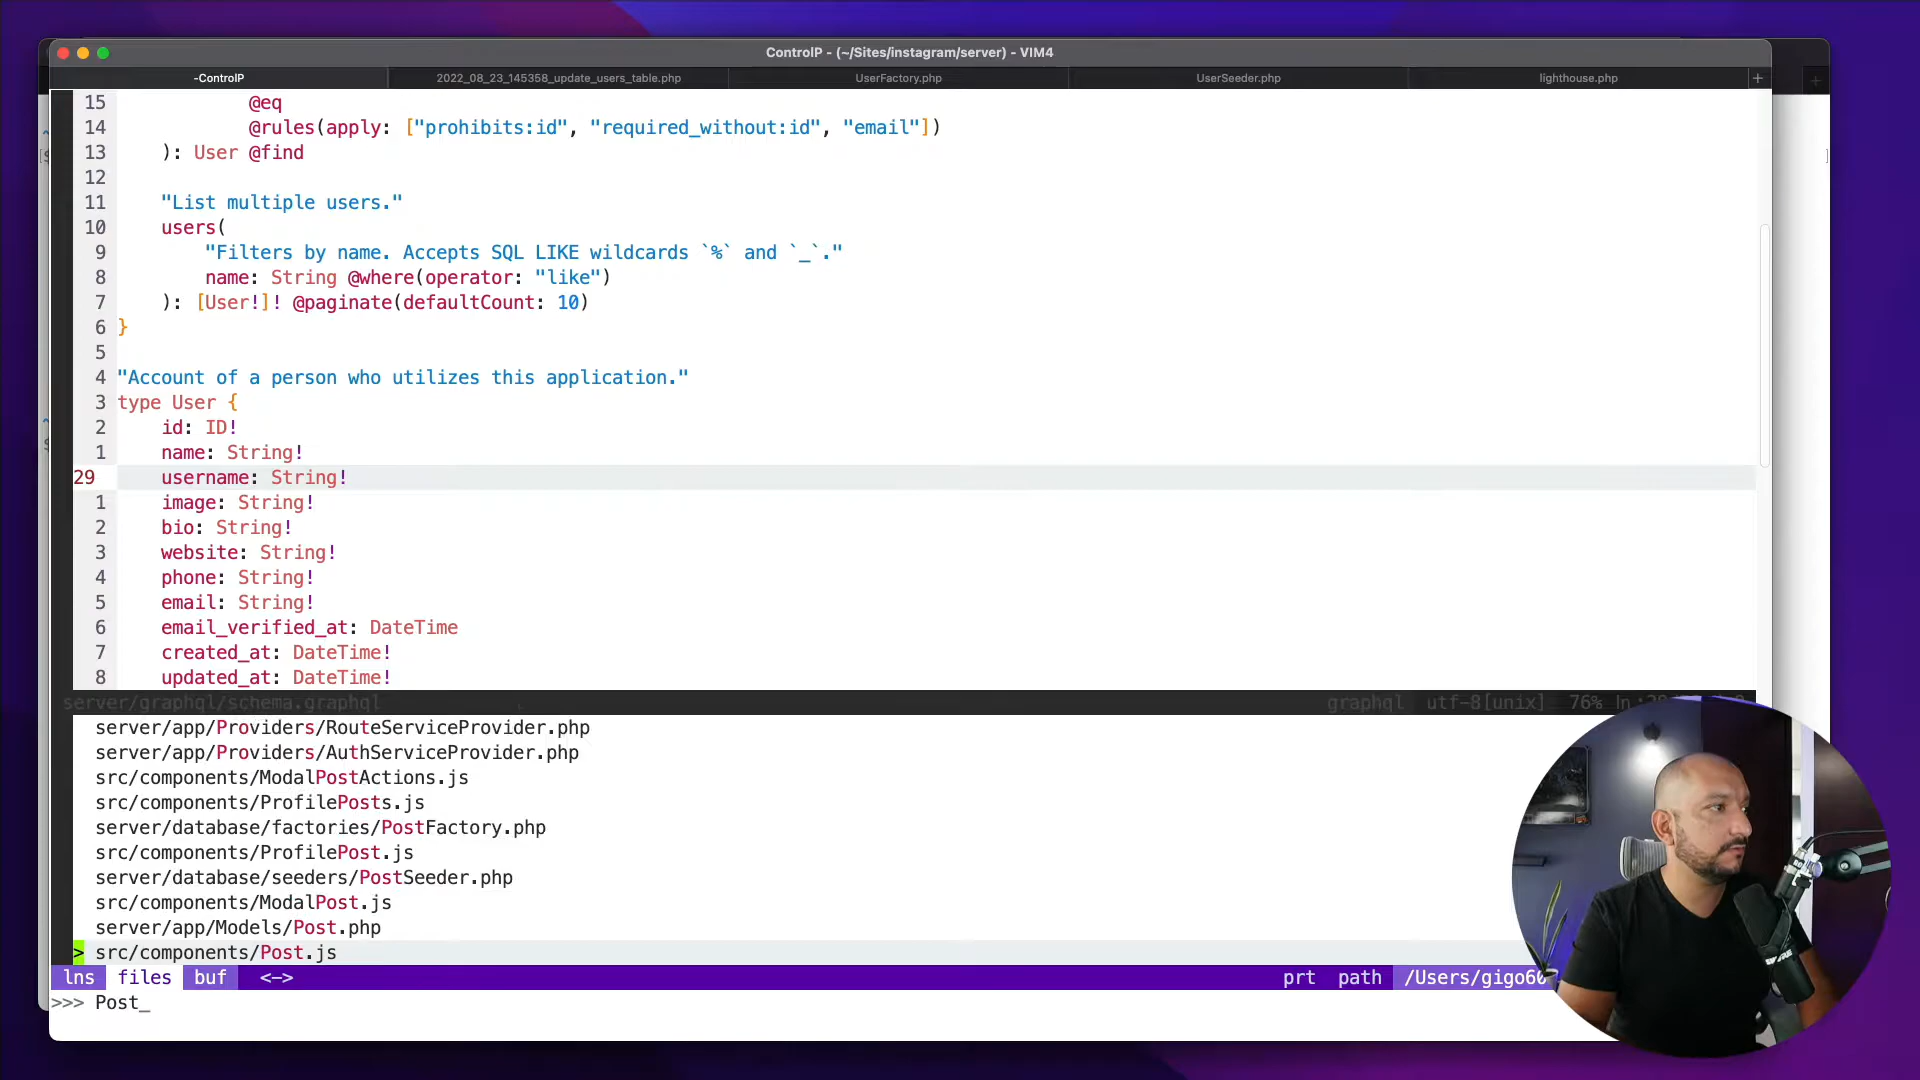 ControlP - (~/Sites/instagram/server) - VIM4
-ControlP 2022_08_23_145358_update_users_table.php UserFactory.php UserSeeder.php lighthouse.php +
15 @eq
14 @rules(apply: ["prohibits:id", "required_without:id", "email"])
13 ): User @find
12
11 "List multiple users."
10 users(
9 "Filters by name. Accepts SQL LIKE wildcards `%` and `_`."
8 name: String @where(operator: "like")
7 ): [User!]! @paginate(defaultCount: 10)
6 }
5
4 "Account of a person who utilizes this application."
3 type User {
2 id: ID!
1 name: String!
29 username: String!
1 image: String!
2 bio: String!
3 website: String!
4 phone: String!
5 email: String!
6 email_verified_at: DateTime
7 created_at: DateTime!
8 updated_at: DateTime!
server/graphql/schema.graphql graphql utf-8[unix] 76%
server/app/Providers/RouteServiceProvider.php
server/app/Providers/AuthServiceProvider.php
src/components/ModalPostActions.js
src/components/ProfilePosts.js
server/database/factories/PostFactory.php
src/components/ProfilePost.js
server/database/seeders/PostSeeder.php
src/components/ModalPost.js
server/app/Models/Post.php
> src/components/Post.js
lns files buf <-> prt path /Users/gigo60
>>> Post_